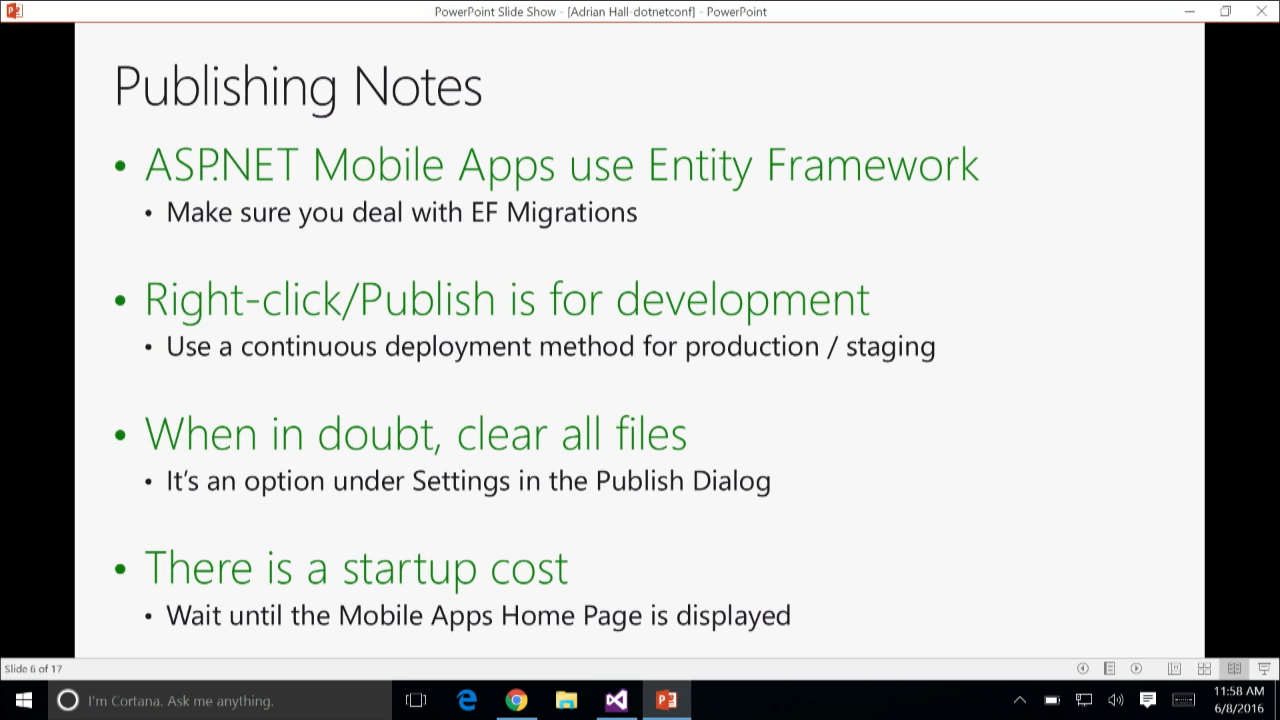 PowerPoint Slide Show - [Adrian Hall-dotnetconf] - PowerPoint
Publishing Notes
• ASP.NET Mobile Apps use Entity Framework
• Make sure you deal with EF Migrations
• Right-click/Publish is for development
• Use a continuous deployment method for production / staging
• When in doubt, clear all files
• It's an option under Settings in the Publish Dialog
• There is a startup cost
• Wait until the Mobile Apps Home Page is displayed
Slide 6 of 17
I'm Cortana. Ask me anything.
11:58 AM
6/8/2016